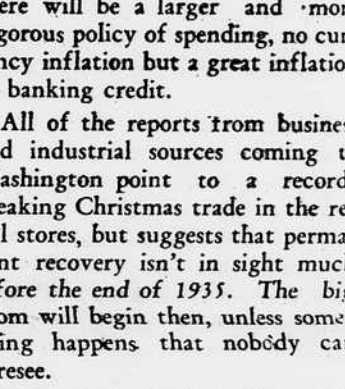 ere will be a larger and mor
gorous policy of spending, no cur
ncy inflation but a great inflatio
banking credit.
All of the reports from busine
d industrial sources coming t
ashington point to a record
eaking Christmas trade in the re
l stores, but suggests that perma
nt recovery isn't in sight muc
fore the end of 1935. The big
om will begin then, unless some
ing happens that nobody ca
resee.